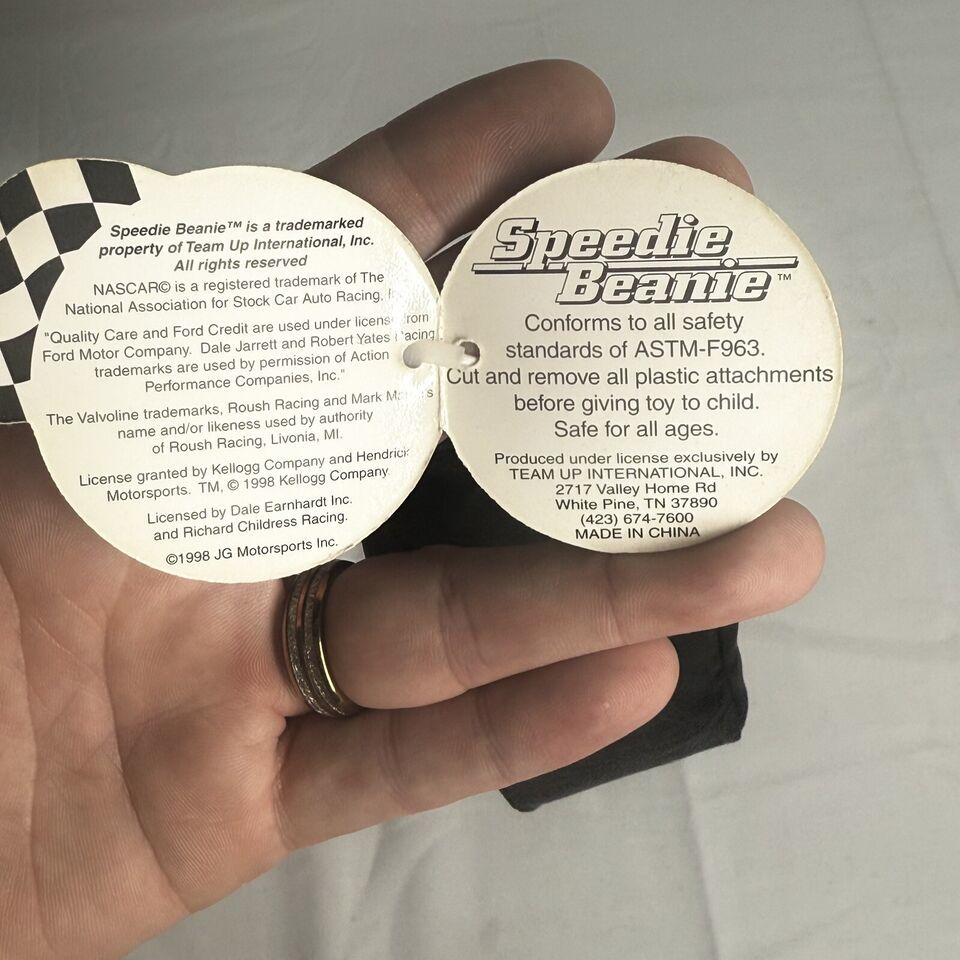 Speedie Beanie™ is a trademarked
property of Team Up International, Inc.
All rights reserved
NASCAR© is a registered trademark of The
National Association for Stock Car Auto Racing.
"Quality Care and Ford Credit are used under license from
Ford Motor Company. Dale Jarrett and Robert Yates Racing
trademarks are used by permission of Action
Performance Companies, Inc."
The Valvoline trademarks, Roush Racing and Mark
name and/or likeness used by authority
of Roush Racing, Livonia, MI.
License granted by Kellogg Company and Hendrick
Motorsports. TM, © 1998 Kellogg Company
Licensed by Dale Earnhardt Inc.
and Richard Childress Racing.
©1998 JG Motorsports Inc.
Speedie
Beanie™
Conforms to all safety
standards of ASTM-F963.
Cut and remove all plastic attachments
before giving toy to child.
Safe for all ages.
Produced under license exclusively by
TEAM UP INTERNATIONAL, INC.
2717 Valley Home Rd
White Pine, TN 37890
(423) 674-7600
MADE IN CHINA